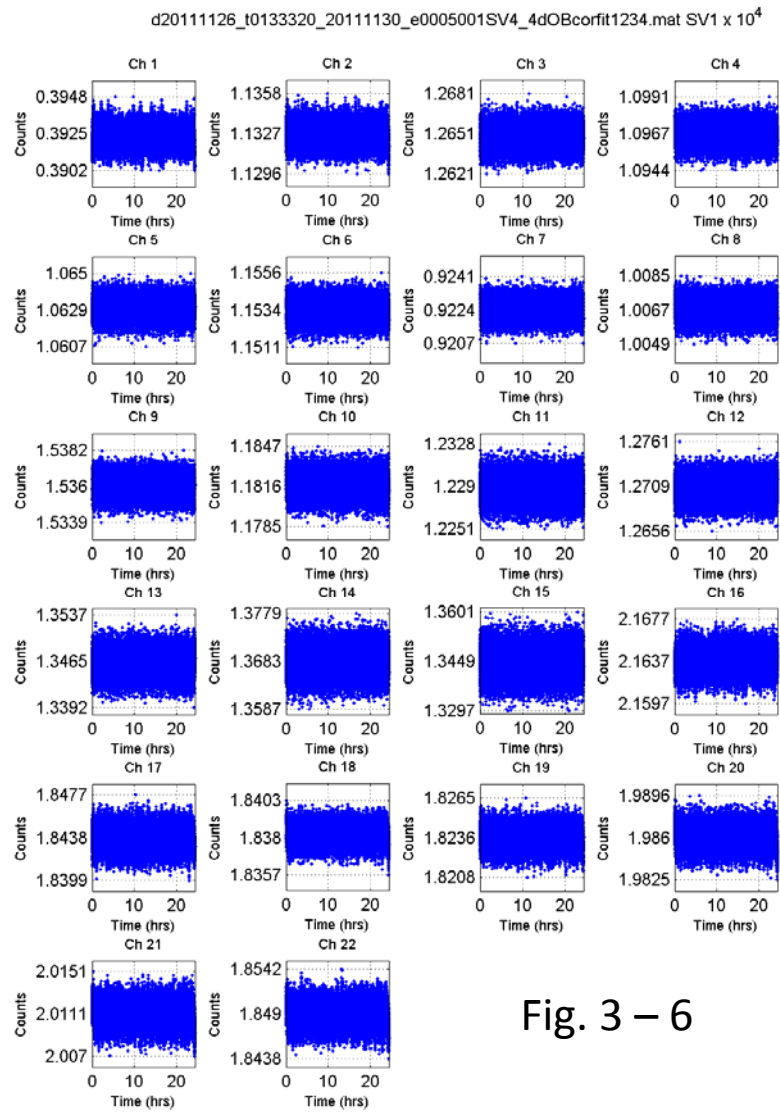 d20111126_t0133320_20111130_e0005001SV4_4dOBcorfit1234.mat SV1 x 10^4
Ch 1 Ch 2 Ch 3 Ch 4
Counts 0.3948 0.3925 0.3902 Counts 1.1358 1.1327 1.1296 Counts 1.2681 1.2651 1.2621 Counts 1.0991 1.0967 1.0944
0 10 20 0 10 20 0 10 20 0 10 20
Time (hrs) Time (hrs) Time (hrs) Time (hrs)
Ch 5 Ch 6 Ch 7 Ch 8
Counts 1.065 1.0629 1.0607 Counts 1.1556 1.1534 1.1511 Counts 0.9241 0.9224 0.9207 Counts 1.0085 1.0067 1.0049
0 10 20 0 10 20 0 10 20 0 10 20
Time (hrs) Time (hrs) Time (hrs) Time (hrs)
Ch 9 Ch 10 Ch 11 Ch 12
Counts 1.5382 1.536 1.5339 Counts 1.1847 1.1816 1.1785 Counts 1.2328 1.229 1.2251 Counts 1.2761 1.2709 1.2656
0 10 20 0 10 20 0 10 20 0 10 20
Time (hrs) Time (hrs) Time (hrs) Time (hrs)
Ch 13 Ch 14 Ch 15 Ch 16
Counts 1.3537 1.3465 1.3392 Counts 1.3779 1.3683 1.3587 Counts 1.3601 1.3449 1.3297 Counts 2.1677 2.1637 2.1597
0 10 20 0 10 20 0 10 20 0 10 20
Time (hrs) Time (hrs) Time (hrs) Time (hrs)
Ch 17 Ch 18 Ch 19 Ch 20
Counts 1.8477 1.8438 1.8399 Counts 1.8403 1.838 1.8357 Counts 1.8265 1.8236 1.8208 Counts 1.9896 1.986 1.9825
0 10 20 0 10 20 0 10 20 0 10 20
Time (hrs) Time (hrs) Time (hrs) Time (hrs)
Ch 21 Ch 22
Counts 2.0151 2.0111 2.007 Counts 1.8542 1.849 1.8438
0 10 20 0 10 20
Time (hrs) Time (hrs)
Fig. 3 – 6